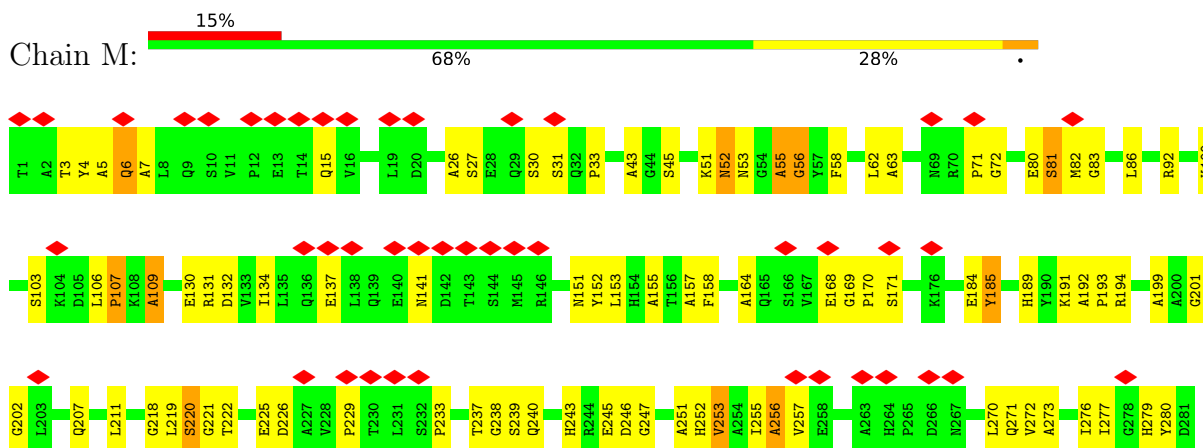 15%
Chain M:
68% 28% •
T1 A2 T3 Y4 A5 Q6 A7 L8 Q9 S10 V11 P12 E13 T14 Q15 V16 L19 D20 A26 S27 E28 Q29 S30 S31 Q32 P33 A43 G44 S45 K51 N52 N53 G54 A55 G56 Y57 F58 L62 A63 N69 R70 P71 G72 E80 S81 M82 G83 L86 R92
S103 K104 D105 L106 P107 K108 A109 E130 R131 D132 V133 T134 L135 Q136 E137 L138 Q139 E140 N141 D142 T143 S144 M145 R146 N151 Y152 L153 H154 A155 T156 A157 F158 A164 Q165 S166 V167 E168 G169 P170 S171 K176 E184 Y185 H189 Y190 K191 A192 P193 R194 A199 A200 G201
G202 L203 Q207 L211 G218 L219 S220 G221 T222 E225 D226 A227 V228 P229 T230 L231 S232 P233 T237 G238 S239 Q240 H243 R244 E245 D246 G247 A251 H252 V253 A254 I255 A256 V257 E258 A263 H264 P265 D266 N267 L270 Q271 V272 A273 I276 I277 G278 H279 Y280 D281